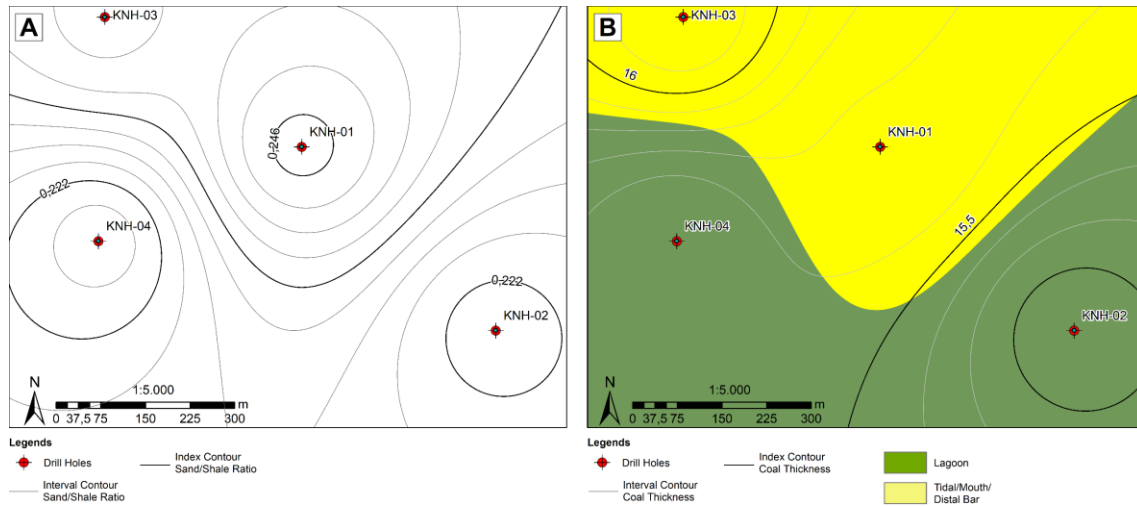 A
KNH-03
KNH-01
0,246
0,222
KNH-04
0,222
KNH-02
N
1:5.000
0 37,5 75 150 225 300 m
Legends
Drill Holes
Index Contour
Sand/Shale Ratio
Interval Contour
Sand/Shale Ratio
B
KNH-03
16
KNH-01
KNH-04
15,5
KNH-02
N
1:5.000
0 37,5 75 150 225 300 m
Legends
Drill Holes
Index Contour
Coal Thickness
Interval Contour
Coal Thickness
Lagoon
Tidal/Mouth/
Distal Bar